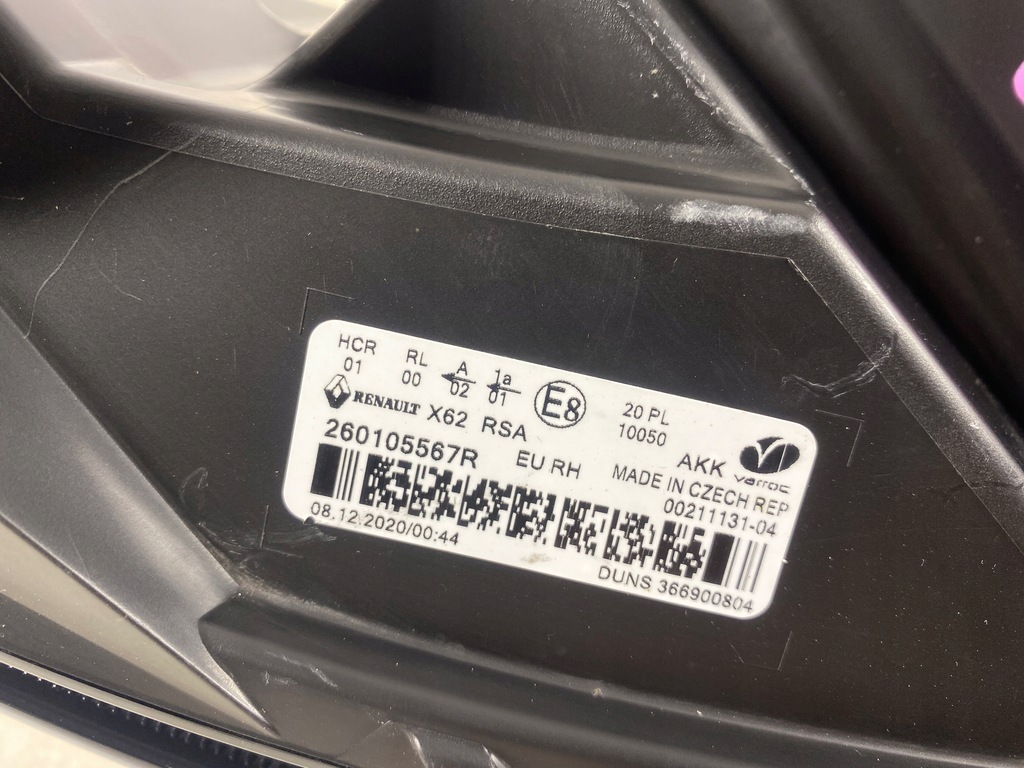 HCR RL A 1a
01 00 02 01 E8 20 PL
10050
RENAULT X62 RSA AKK varroc
260105567R EU RH MADE IN CZECH REP
00211131-04
08.12.2020/00:44
DUNS 366900804